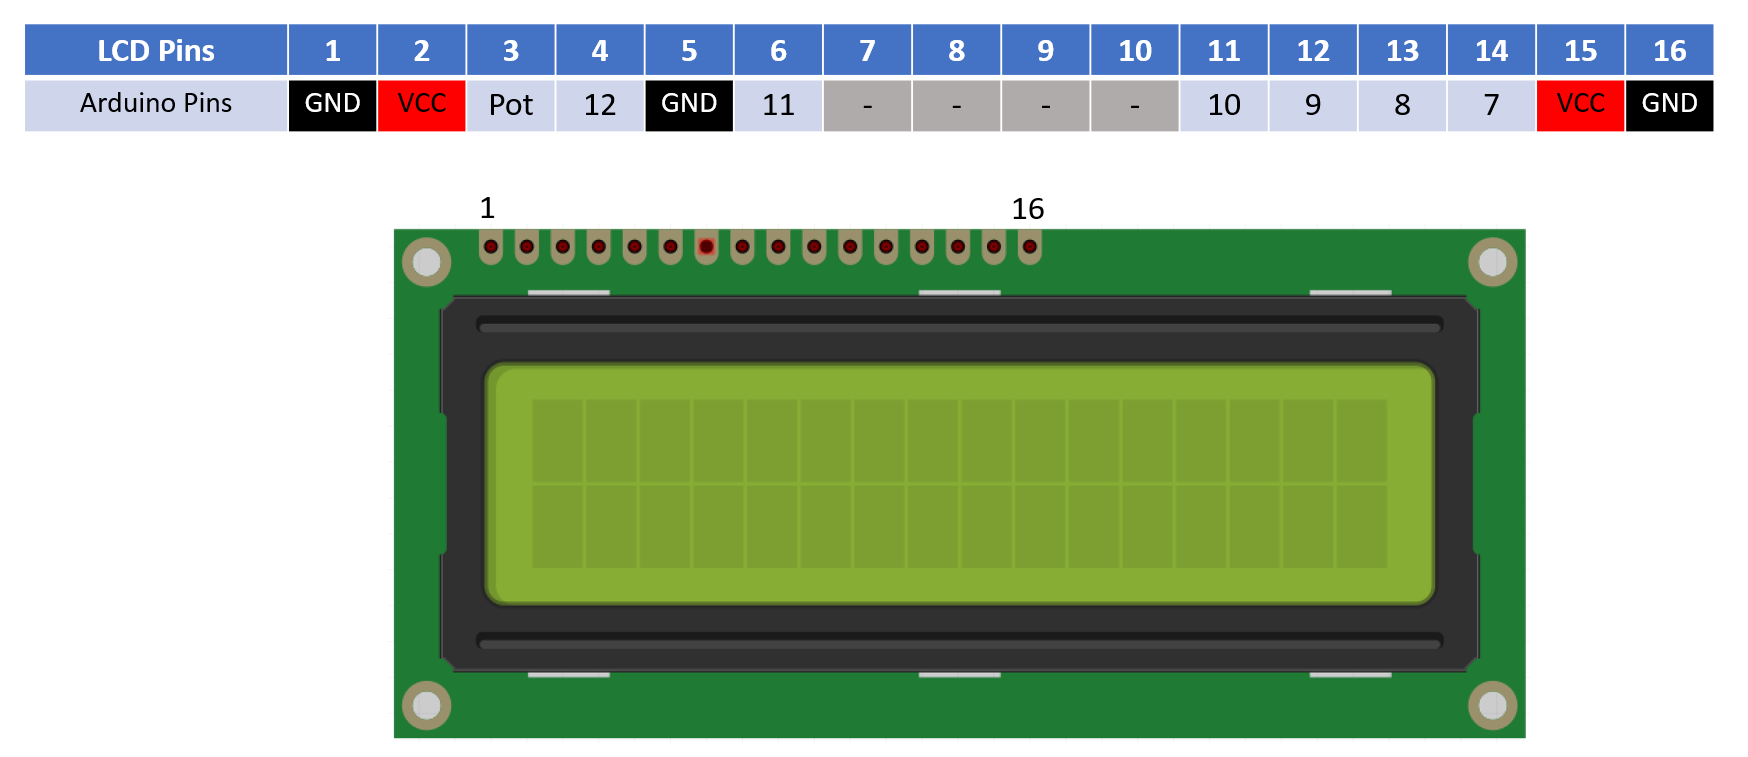 LCD Pins 1 2 3 4 5 6 7 8 9 10 11 12 13 14 15 16
Arduino Pins GND VCC Pot 12 GND 11 - - - - 10 9 8 7 VCC GND
1 16